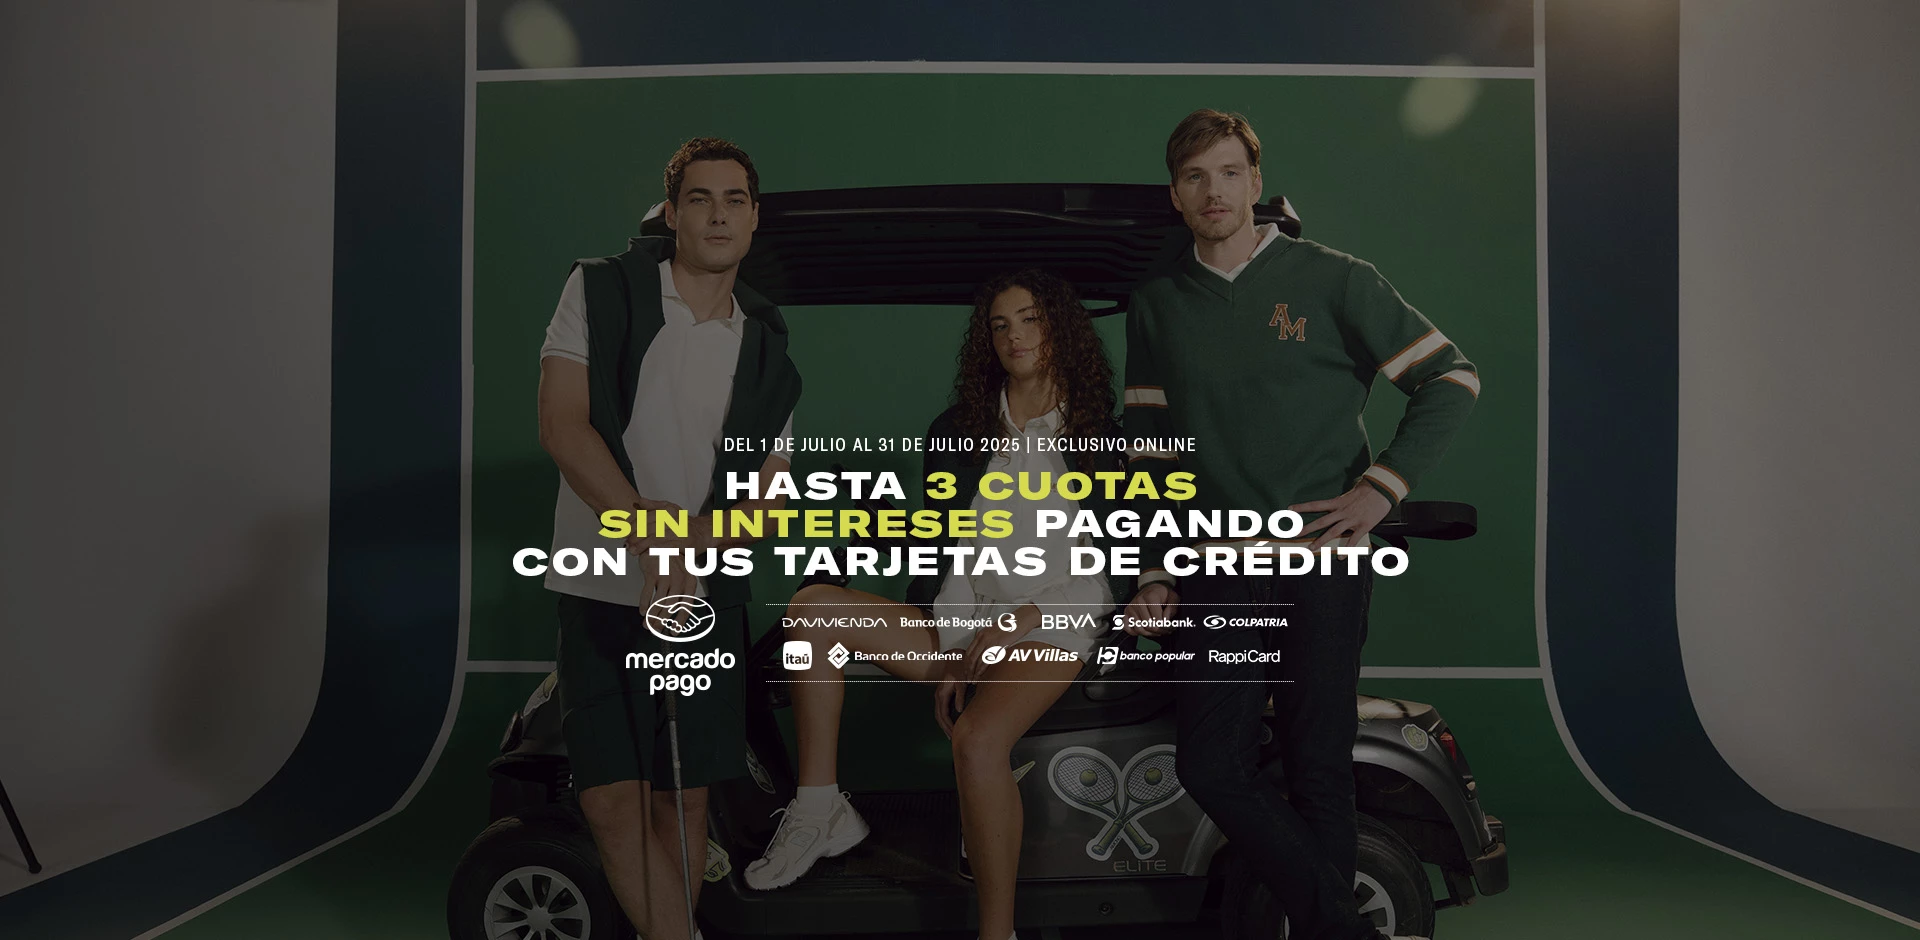 AM
DEL 1 DE JULIO AL 31 DE JULIO 2025 | EXCLUSIVO ONLINE
HASTA 3 CUOTAS
SIN INTERESES PAGANDO
CON TUS TARJETAS DE CRÉDITO
mercado
pago
DAVIVIENDA Banco de Bogotá BBVA Scotiabank. COLPATRIA
itaú Banco de Occidente AV Villas banco popular RappiCard
ELITE